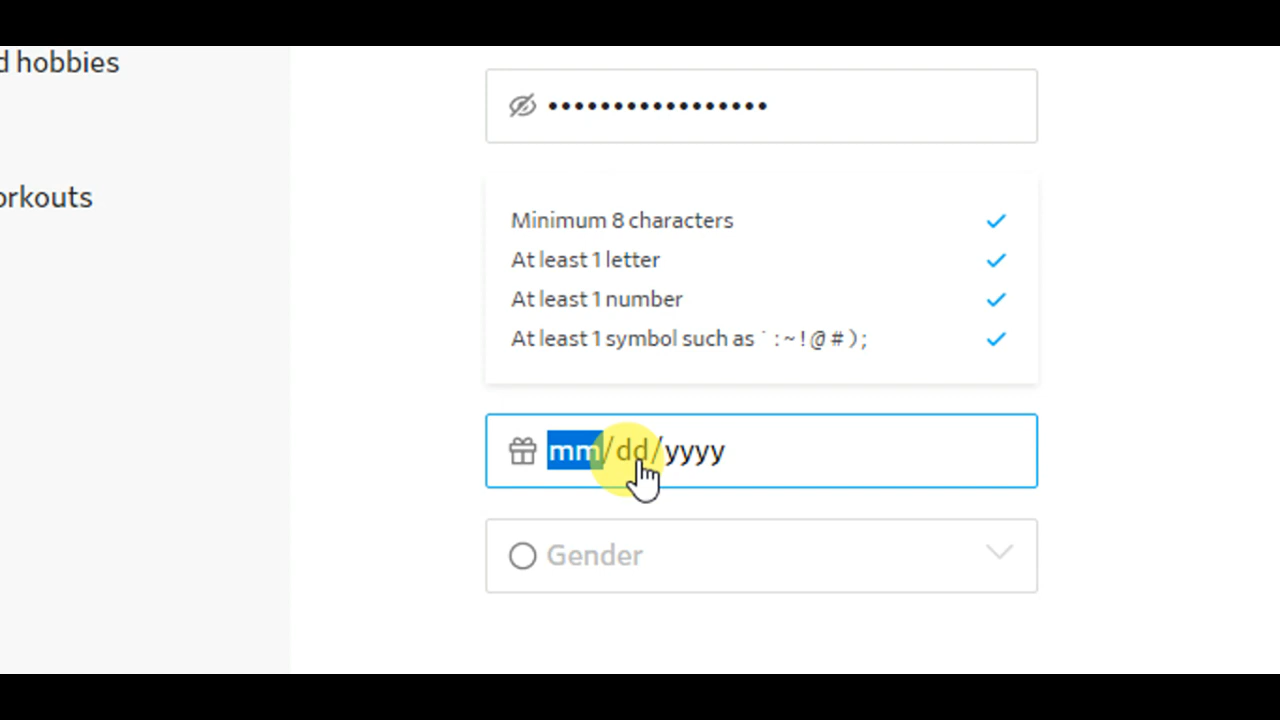 d hobbies
orkouts
•••••••••••••••••
Minimum 8 characters
At least 1 letter
At least 1 number
At least 1 symbol such as ` : ~ ! @ # ) ;
mm/dd/yyyy
Gender